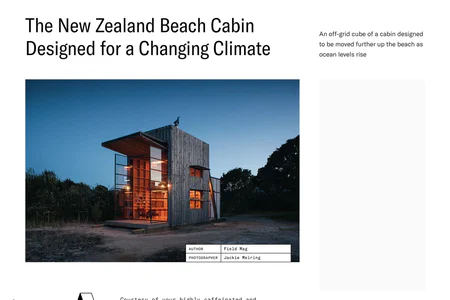 The New Zealand Beach Cabin
Designed for a Changing Climate
An off-grid cube of a cabin designed
to be moved further up the beach as
ocean levels rise
AUTHOR Field Mag
PHOTOGRAPHER Jackie Meiring